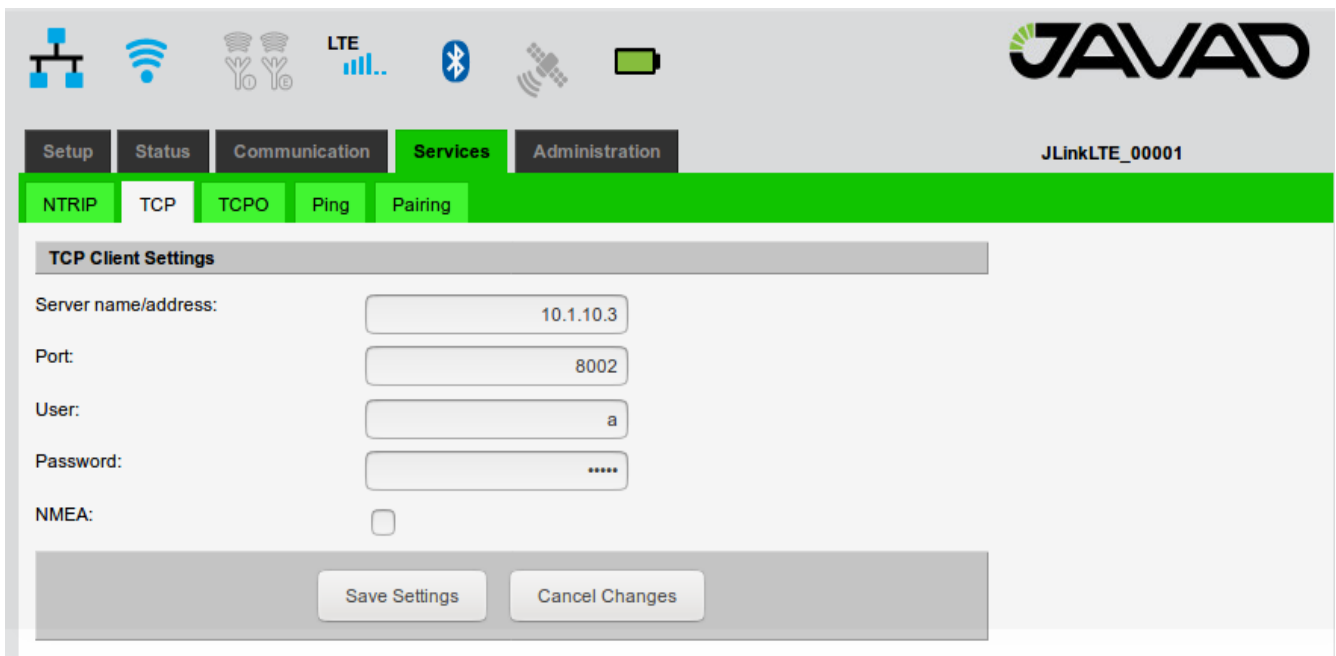 LTE
JAVAD
Setup Status Communication Services Administration JLinkLTE_00001
NTRIP TCP TCPO Ping Pairing
TCP Client Settings
Server name/address: 10.1.10.3
Port: 8002
User: a
Password: •••••
NMEA:
Save Settings Cancel Changes